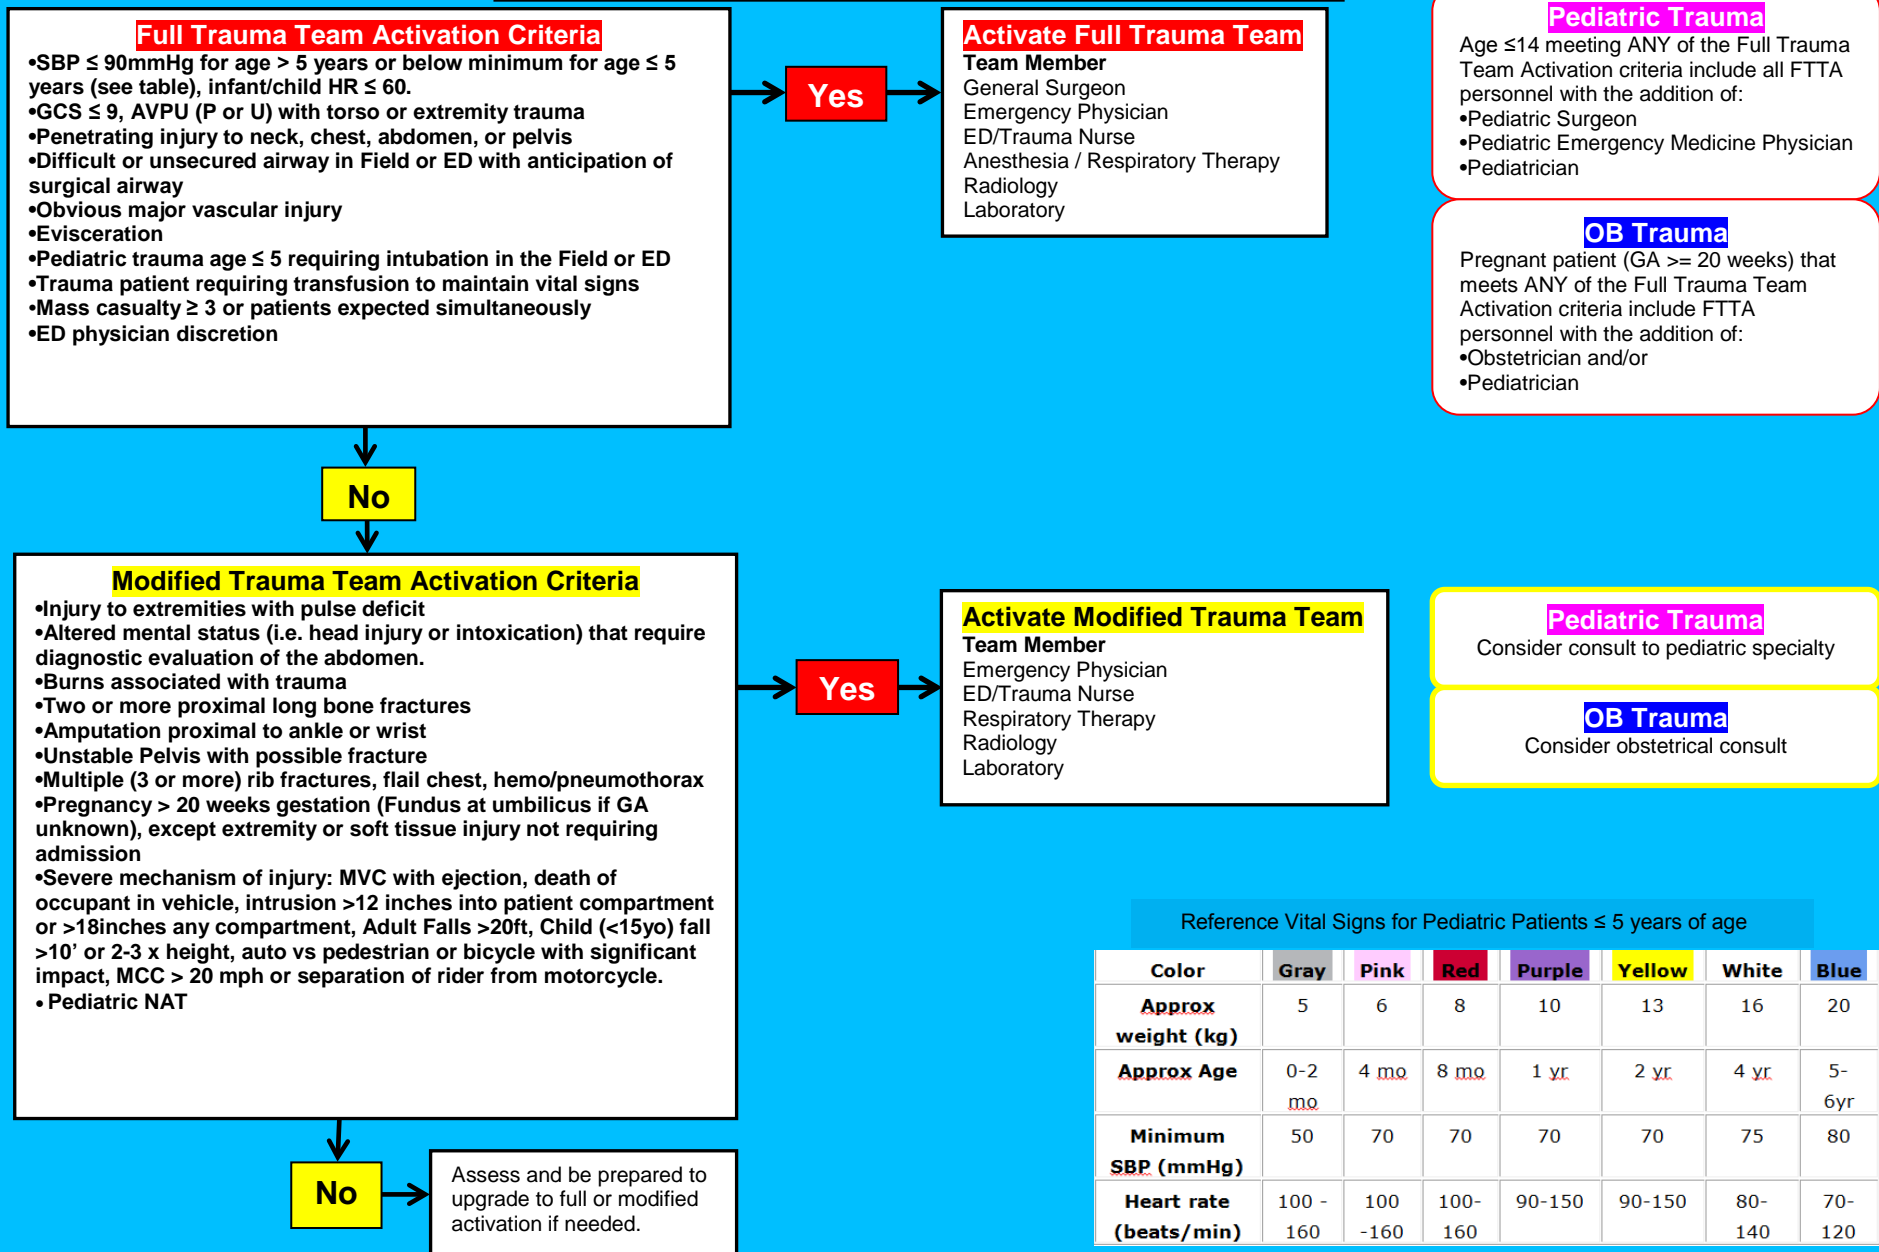 Full Trauma Team Activation Criteria
•SBP ≤ 90mmHg for age > 5 years or below minimum for age ≤ 5
years (see table), infant/child HR ≤ 60.
•GCS ≤ 9, AVPU (P or U) with torso or extremity trauma
•Penetrating injury to neck, chest, abdomen, or pelvis
•Difficult or unsecured airway in Field or ED with anticipation of
surgical airway
•Obvious major vascular injury
•Evisceration
•Pediatric trauma age ≤ 5 requiring intubation in the Field or ED
•Trauma patient requiring transfusion to maintain vital signs
•Mass casualty ≥ 3 or patients expected simultaneously
•ED physician discretion
Yes
Activate Full Trauma Team
Team Member
General Surgeon
Emergency Physician
ED/Trauma Nurse
Anesthesia / Respiratory Therapy
Radiology
Laboratory
Pediatric Trauma
Age ≤14 meeting ANY of the Full Trauma
Team Activation criteria include all FTTA
personnel with the addition of:
•Pediatric Surgeon
•Pediatric Emergency Medicine Physician
•Pediatrician
OB Trauma
Pregnant patient (GA >= 20 weeks) that
meets ANY of the Full Trauma Team
Activation criteria include FTTA
personnel with the addition of:
•Obstetrician and/or
•Pediatrician
No
Modified Trauma Team Activation Criteria
•Injury to extremities with pulse deficit
•Altered mental status (i.e. head injury or intoxication) that require
diagnostic evaluation of the abdomen.
•Burns associated with trauma
•Two or more proximal long bone fractures
•Amputation proximal to ankle or wrist
•Unstable Pelvis with possible fracture
•Multiple (3 or more) rib fractures, flail chest, hemo/pneumothorax
•Pregnancy > 20 weeks gestation (Fundus at umbilicus if GA
unknown), except extremity or soft tissue injury not requiring
admission
•Severe mechanism of injury: MVC with ejection, death of
occupant in vehicle, intrusion >12 inches into patient compartment
or >18inches any compartment, Adult Falls >20ft, Child (<15yo) fall
>10’ or 2-3 x height, auto vs pedestrian or bicycle with significant
impact, MCC > 20 mph or separation of rider from motorcycle.
• Pediatric NAT
Yes
Activate Modified Trauma Team
Team Member
Emergency Physician
ED/Trauma Nurse
Respiratory Therapy
Radiology
Laboratory
Pediatric Trauma
Consider consult to pediatric specialty
OB Trauma
Consider obstetrical consult
No
Assess and be prepared to
upgrade to full or modified
activation if needed.
Reference Vital Signs for Pediatric Patients ≤ 5 years of age
Color Gray Pink Red Purple Yellow White Blue
Approx 5 6 8 10 13 16 20
weight (kg)
Approx Age 0-2 4 mo 8 mo 1 yr 2 yr 4 yr 5-
mo 6yr
Minimum 50 70 70 70 70 75 80
SBP (mmHg)
Heart rate 100 - 100 100- 90-150 90-150 80- 70-
(beats/min) 160 -160 160 140 120